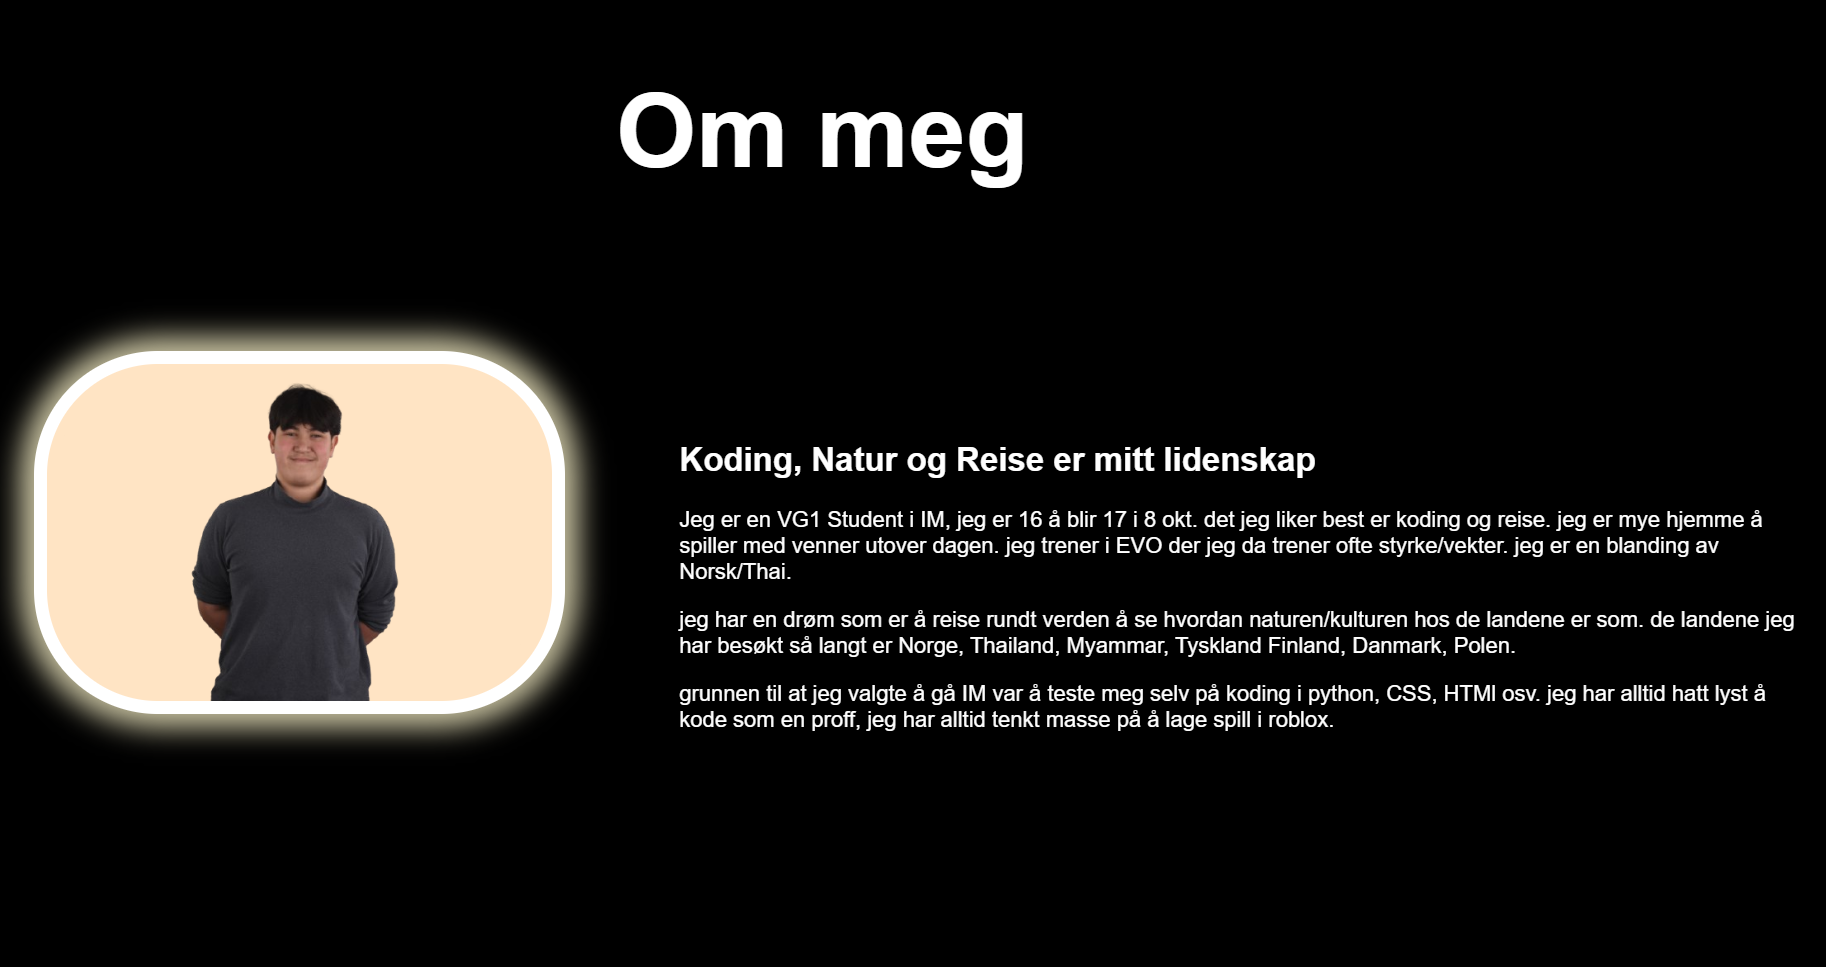 Om meg
Koding, Natur og Reise er mitt lidenskap
Jeg er en VG1 Student i IM, jeg er 16 å blir 17 i 8 okt. det jeg liker best er koding og reise. jeg er mye hjemme å
spiller med venner utover dagen. jeg trener i EVO der jeg da trener ofte styrke/vekter. jeg er en blanding av
Norsk/Thai.
jeg har en drøm som er å reise rundt verden å se hvordan naturen/kulturen hos de landene er som. de landene jeg
har besøkt så langt er Norge, Thailand, Myammar, Tyskland Finland, Danmark, Polen.
grunnen til at jeg valgte å gå IM var å teste meg selv på koding i python, CSS, HTMl osv. jeg har alltid hatt lyst å
kode som en proff, jeg har alltid tenkt masse på å lage spill i roblox.